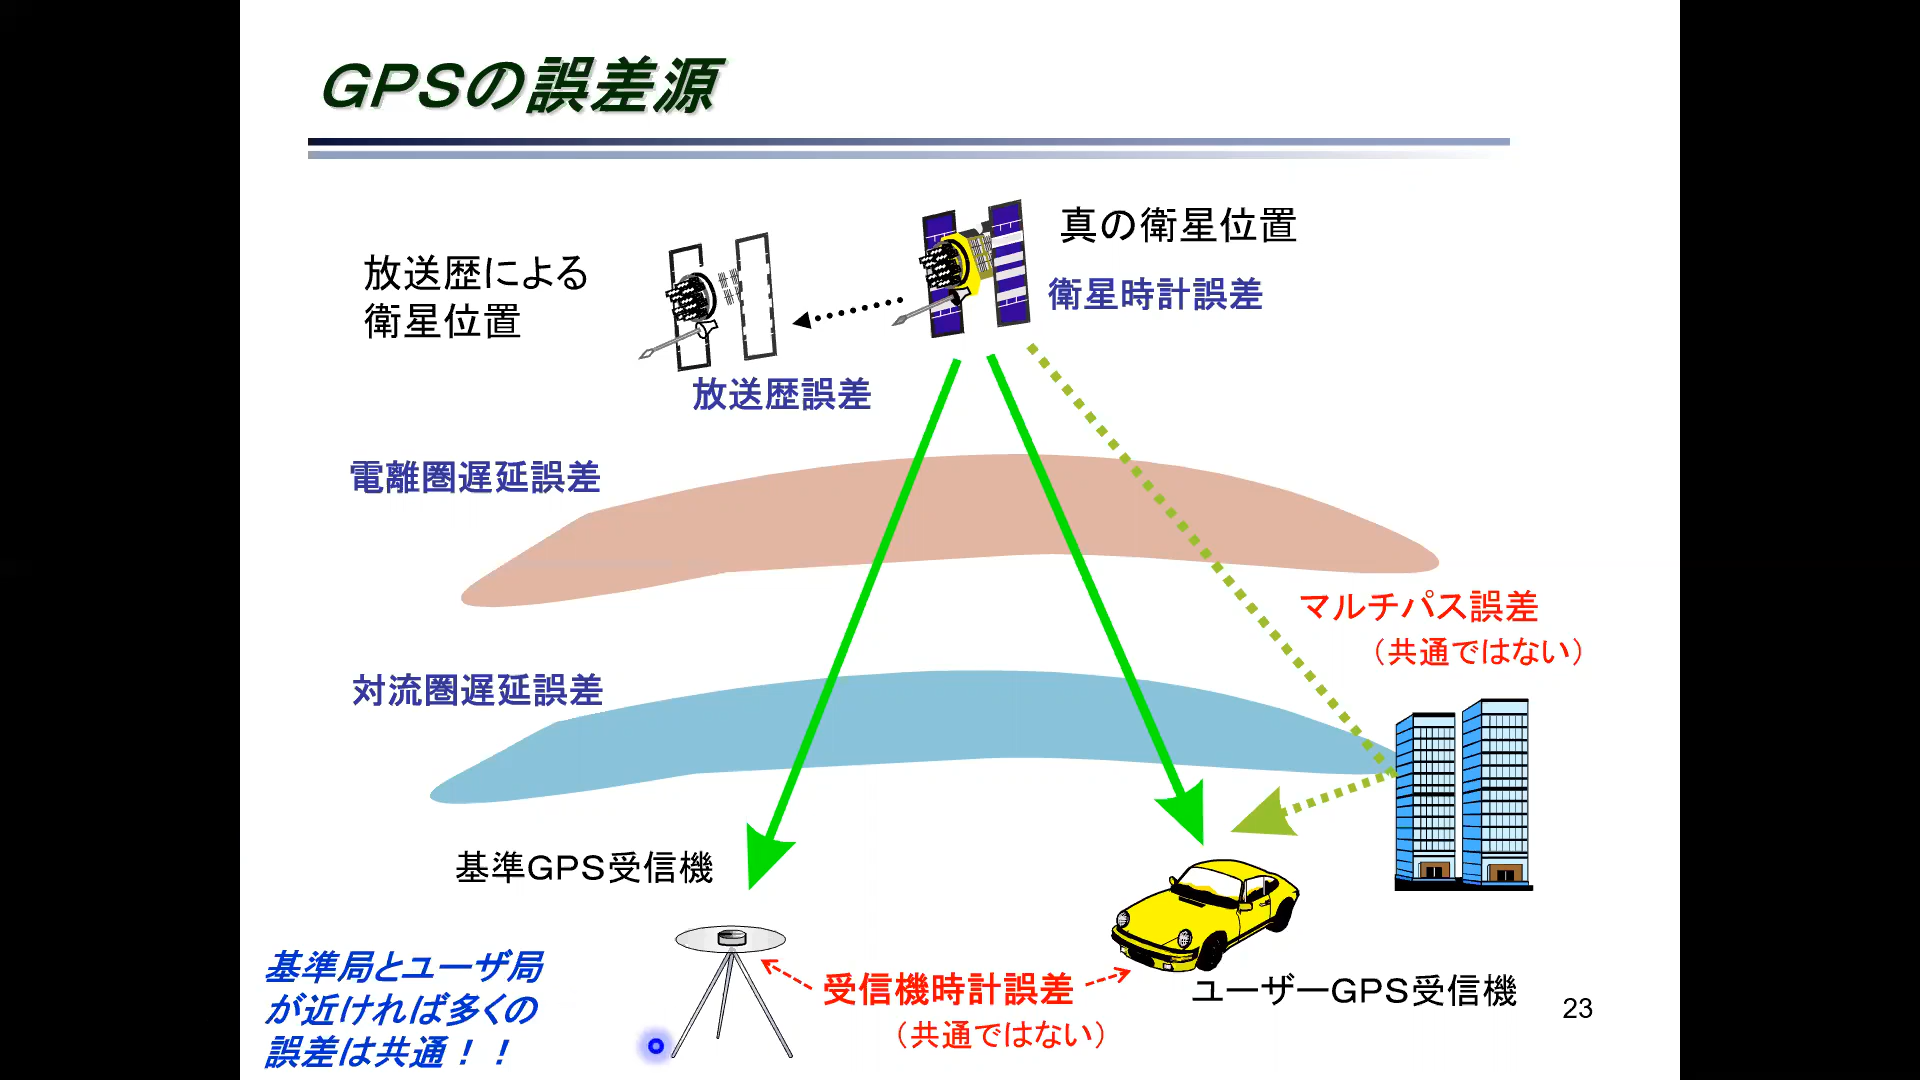 GPSの誤差源
真の衛星位置
衛星時計誤差
放送歴による
衛星位置
放送歴誤差
電離圏遅延誤差
マルチパス誤差
（共通ではない）
対流圏遅延誤差
基準GPS受信機
基準局とユーザ局
が近ければ多くの
誤差は共通！！
受信機時計誤差
（共通ではない）
ユーザーGPS受信機
23